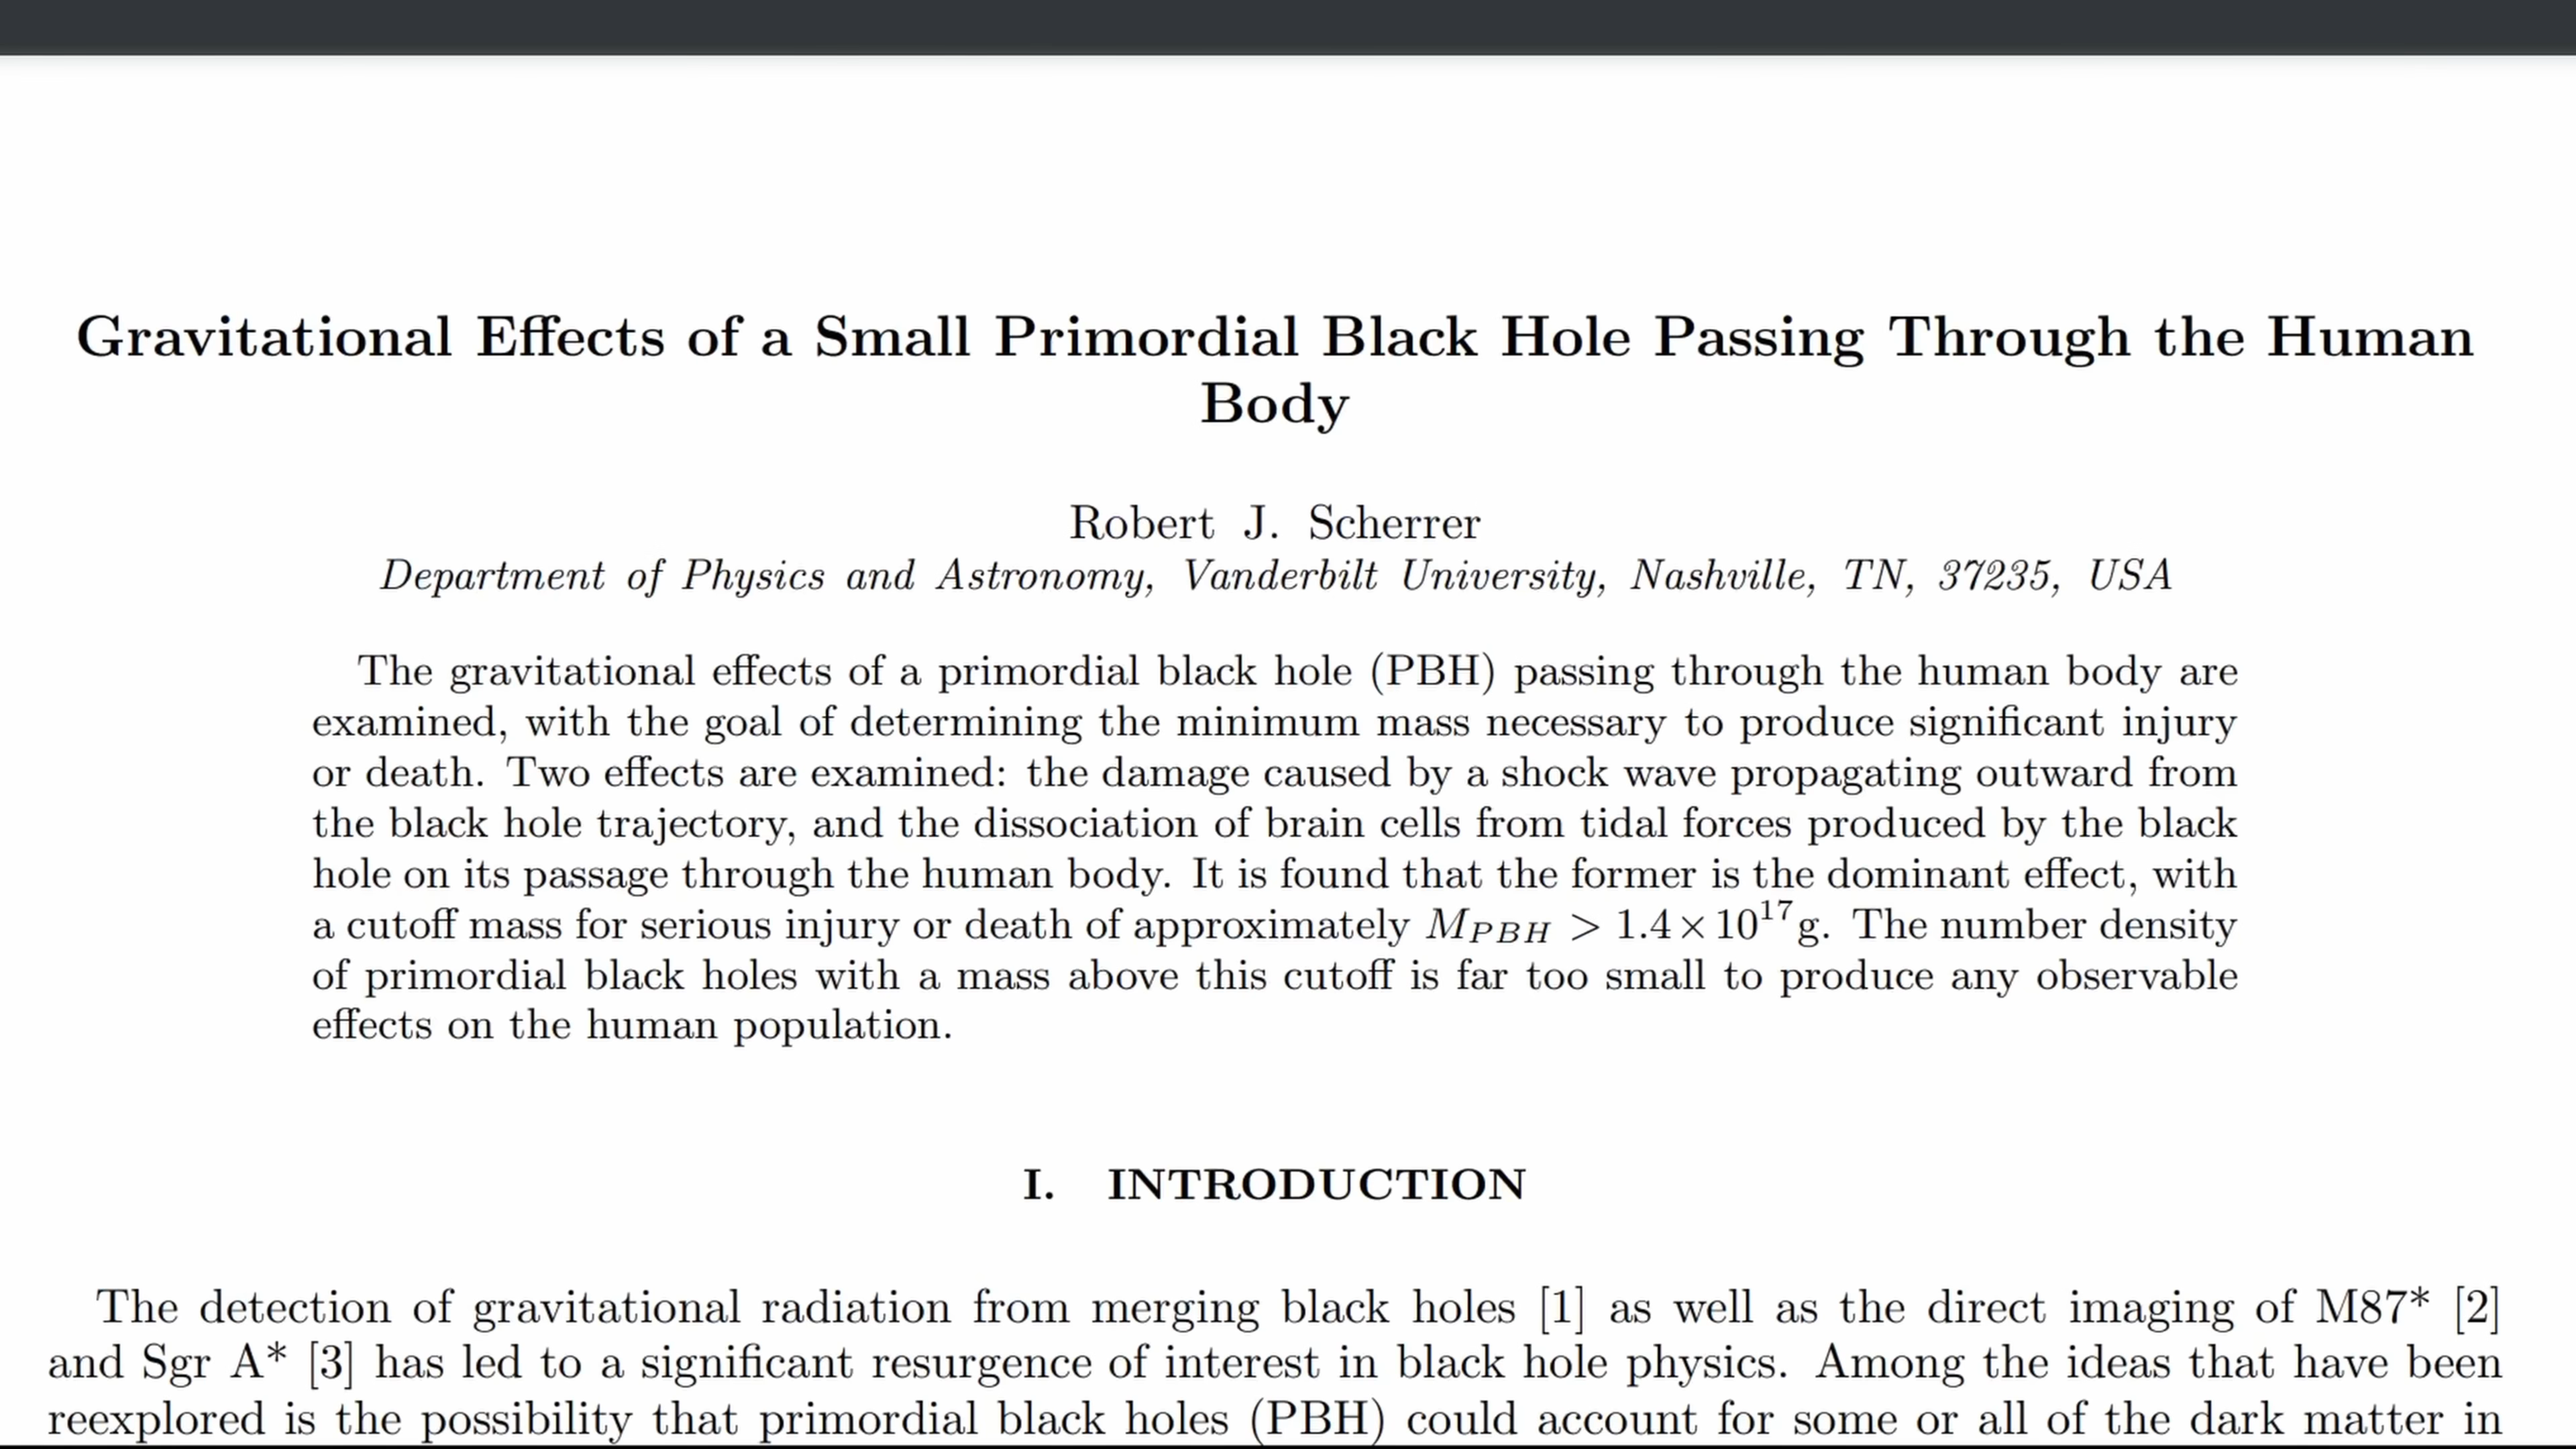 Gravitational Effects of a Small Primordial Black Hole Passing Through the Human
Body
Robert J. Scherrer
Department of Physics and Astronomy, Vanderbilt University, Nashville, TN, 37235, USA
The gravitational effects of a primordial black hole (PBH) passing through the human body are
examined, with the goal of determining the minimum mass necessary to produce significant injury
or death. Two effects are examined: the damage caused by a shock wave propagating outward from
the black hole trajectory, and the dissociation of brain cells from tidal forces produced by the black
hole on its passage through the human body. It is found that the former is the dominant effect, with
a cutoff mass for serious injury or death of approximately M_{PBH} > 1.4 × 10^{17} g. The number density
of primordial black holes with a mass above this cutoff is far too small to produce any observable
effects on the human population.
I. INTRODUCTION
The detection of gravitational radiation from merging black holes [1] as well as the direct imaging of M87* [2]
and Sgr A* [3] has led to a significant resurgence of interest in black hole physics. Among the ideas that have been
reexplored is the possibility that primordial black holes (PBH) could account for some or all of the dark matter in